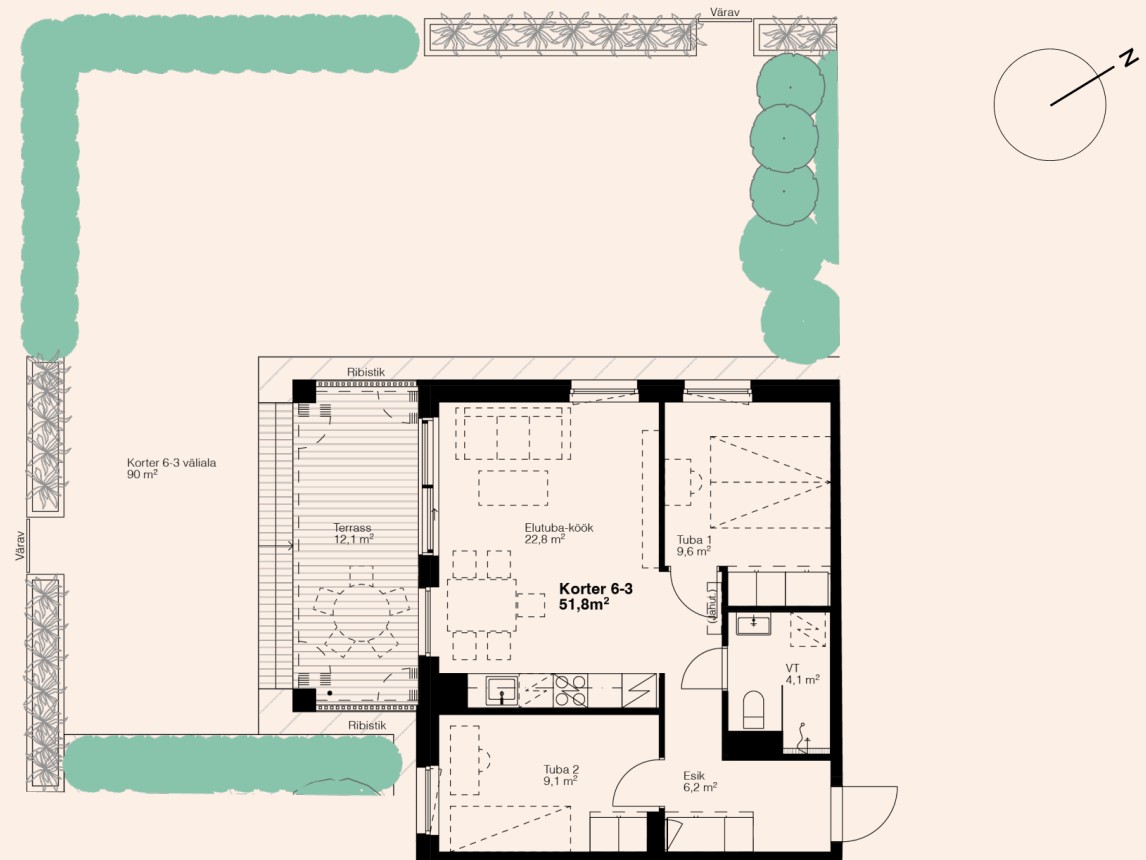 Värav
N
Ribistik
Korter 6-3 väliala
90 m²
Värav
Terrass
12,1 m²
Elutuba-köök
22,8 m²
Tuba 1
9,6 m²
Korter 6-3
51,8m²
(Jahut.)
VT
4,1 m²
Ribistik
Tuba 2
9,1 m²
Esik
6,2 m²